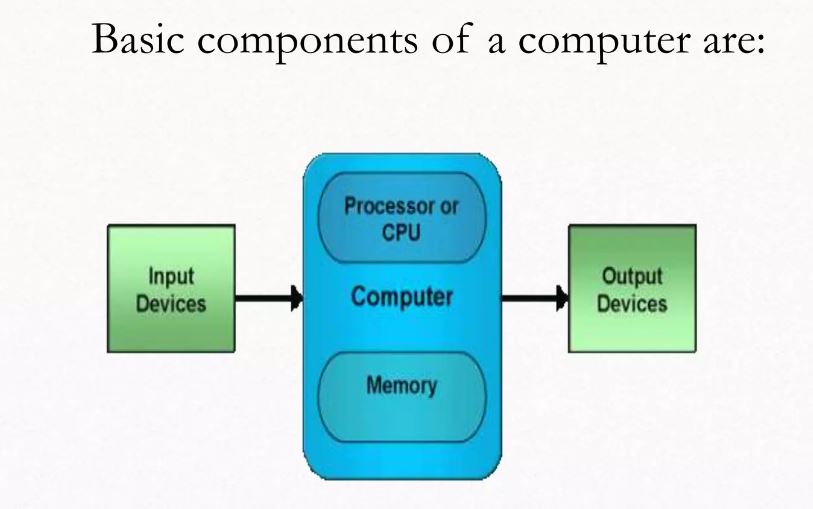 Basic components of a computer are:
Input
Devices
Processor or
CPU
Computer
Memory
Output
Devices